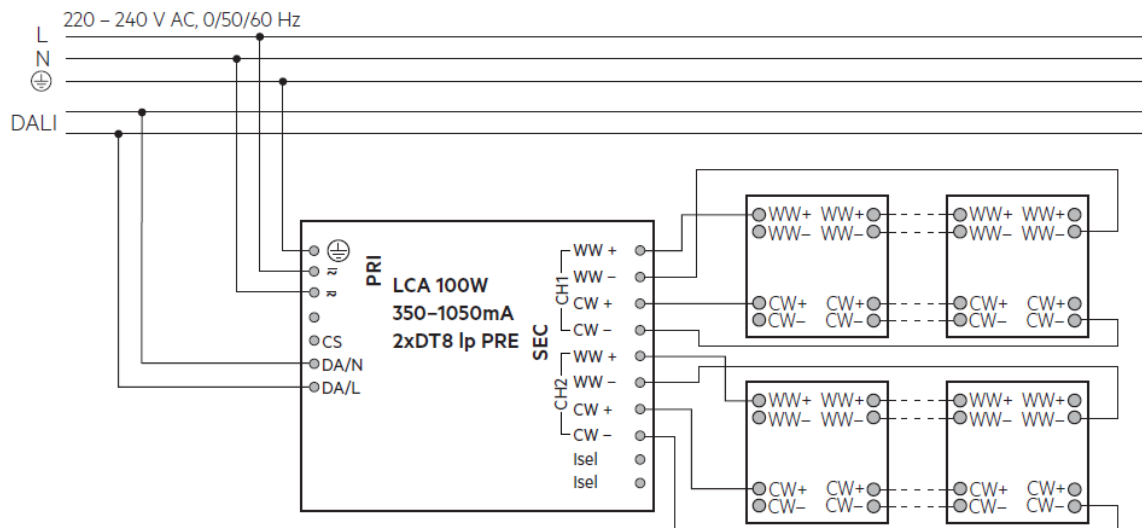 220 – 240 V AC, 0/50/60 Hz
L
N
DALI
PRI
LCA 100W
350–1050mA
2xDT8 lp PRE
SEC
CS
DA/N
DA/L
CH1
WW +
WW –
CW +
CW –
CH2
WW +
WW –
CW +
CW –
Isel
Isel
WW+ WW+ WW+ WW+
WW– WW– WW– WW–
CW+ CW+ CW+ CW+
CW– CW– CW– CW–
WW+ WW+ WW+ WW+
WW– WW– WW– WW–
CW+ CW+ CW+ CW+
CW– CW– CW– CW–